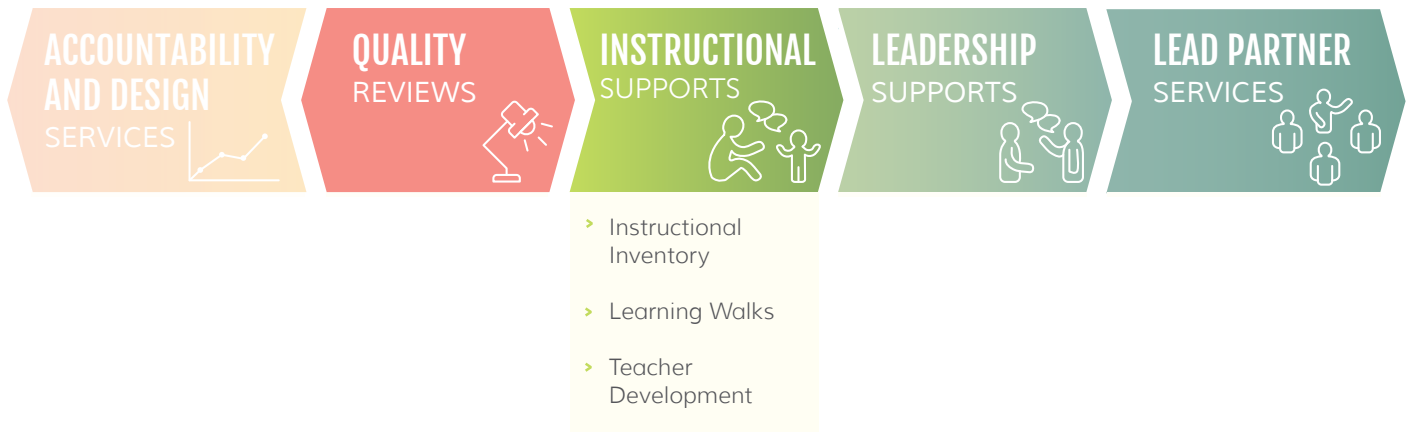 ACCOUNTABILITY
AND DESIGN
SERVICES
QUALITY
REVIEWS
INSTRUCTIONAL
SUPPORTS
LEADERSHIP
SUPPORTS
LEAD PARTNER
SERVICES
Instructional
Inventory
Learning Walks
Teacher
Development